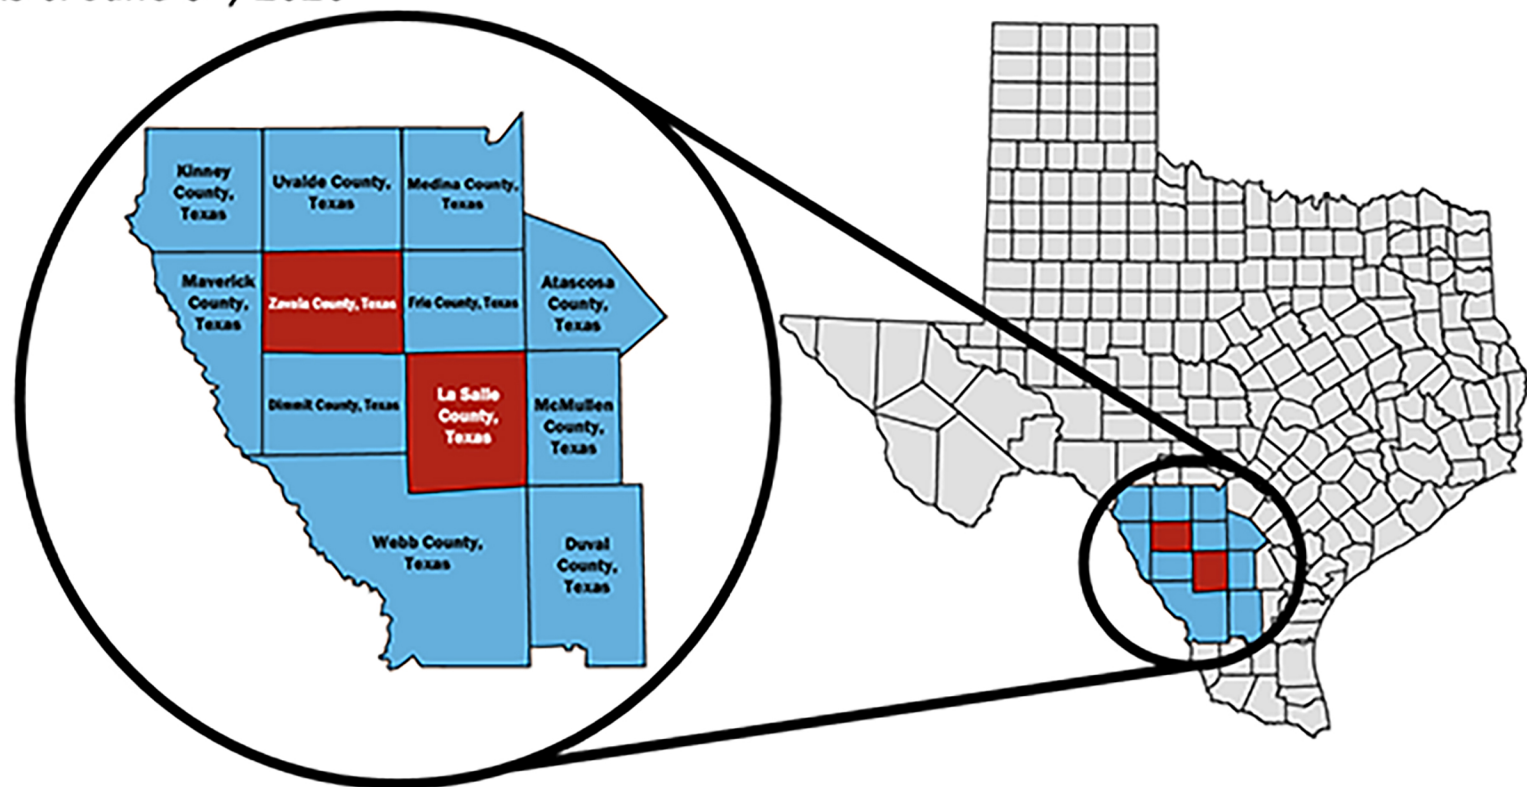 Kinney
County,
Texas
Uvalde County,
Texas
Medina County,
Texas
Maverick
County,
Texas
Zavala County, Texas
Frio County, Texas
Atascosa
County,
Texas
Dimmit County, Texas
La Salle
County,
Texas
McMullen
County,
Texas
Webb County,
Texas
Duval
County,
Texas